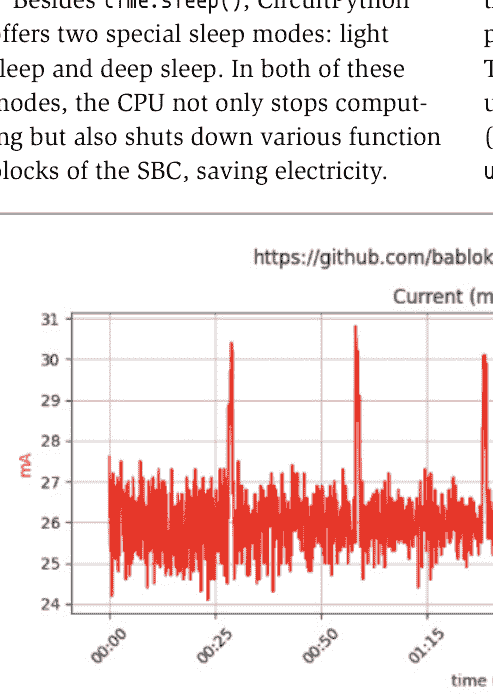 Besides time.sleep(), CircuitPython
offers two special sleep modes: light
sleep and deep sleep. In both of these
modes, the CPU not only stops comput-
ing but also shuts down various function
blocks of the SBC, saving electricity.
https://github.com/bablok
Current (m
31
30
29
28
27
26
25
24
mA
00:00
00:25
00:50
01:15
time